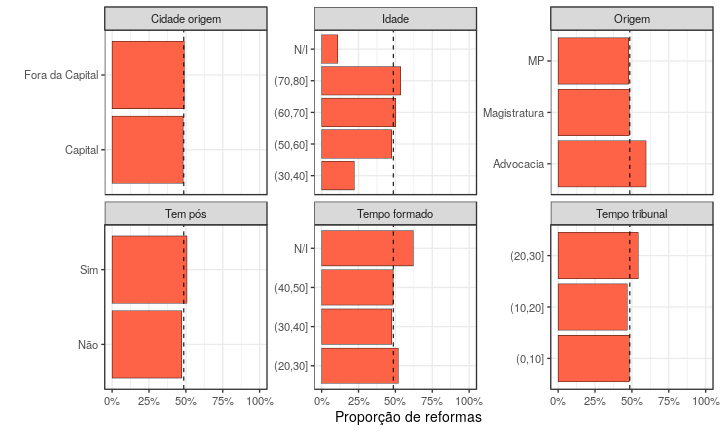 Cidade origem
Fora da Capital
Capital
Idade
N/I
(70,80]
(60,70]
(50,60]
(30,40]
Origem
MP
Magistratura
Advocacia
Tem pós
Sim
Não
0% 25% 50% 75% 100%
Tempo formado
N/I
(40,50]
(30,40]
(20,30]
0% 25% 50% 75% 100%
Tempo tribunal
(20,30]
(10,20]
(0,10]
0% 25% 50% 75% 100%
Proporção de reformas